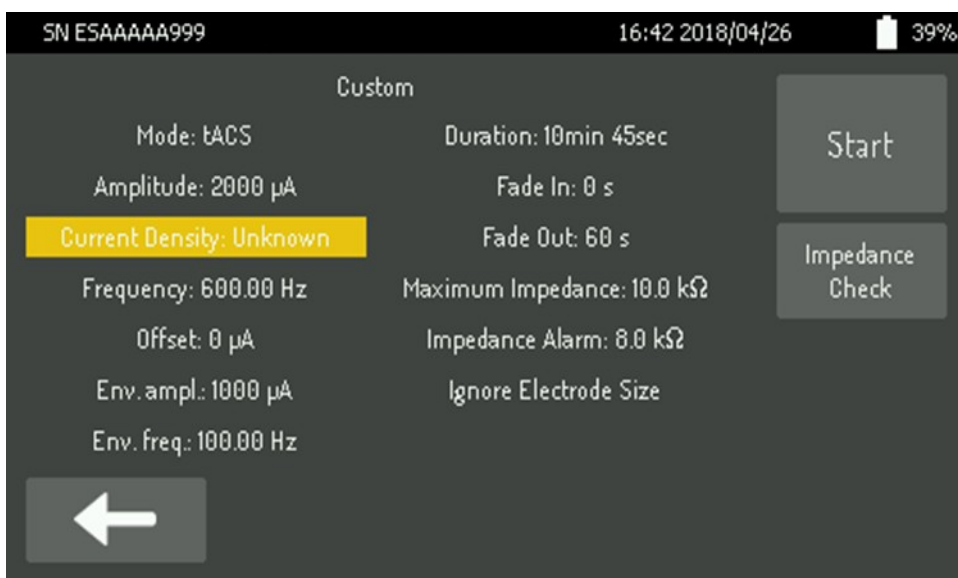 SN ESAAAAA999 16:42 2018/04/26 39%
Custom
Mode: tACS
Amplitude: 2000 µA
Current Density: Unknown
Frequency: 600.00 Hz
Offset: 0 µA
Env. ampl.: 1000 µA
Env. freq.: 100.00 Hz
Duration: 10min 45sec
Fade In: 0 s
Fade Out: 60 s
Maximum Impedance: 10.0 kΩ
Impedance Alarm: 8.0 kΩ
Ignore Electrode Size
Start
Impedance
Check